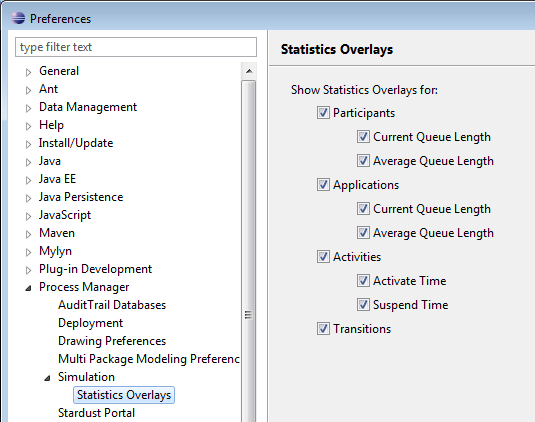 Preferences
type filter text
General
Ant
Data Management
Help
Install/Update
Java
Java EE
Java Persistence
JavaScript
Maven
Mylyn
Plug-in Development
Process Manager
AuditTrail Databases
Deployment
Drawing Preferences
Multi Package Modeling Preferenc
Simulation
Statistics Overlays
Stardust Portal
Statistics Overlays
Show Statistics Overlays for:
Participants
Current Queue Length
Average Queue Length
Applications
Current Queue Length
Average Queue Length
Activities
Activate Time
Suspend Time
Transitions